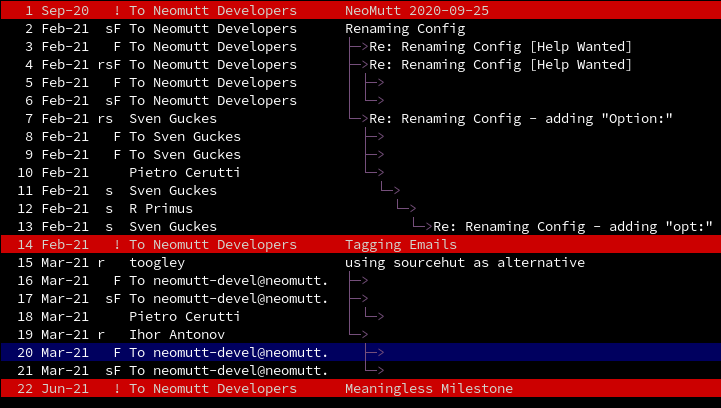 1 Sep-20 ! To Neomutt Developers NeoMutt 2020-09-25
2 Feb-21 sF To Neomutt Developers Renaming Config
3 Feb-21 F To Neomutt Developers ├─>Re: Renaming Config [Help Wanted]
4 Feb-21 rsF To Neomutt Developers ├─>Re: Renaming Config [Help Wanted]
5 Feb-21 F To Neomutt Developers │ ├─>
6 Feb-21 sF To Neomutt Developers │ └─>
7 Feb-21 rs Sven Guckes └─>Re: Renaming Config - adding "Option:"
8 Feb-21 F To Sven Guckes ├─>
9 Feb-21 F To Sven Guckes ├─>
10 Feb-21 Pietro Cerutti └─>
11 Feb-21 s Sven Guckes └─>
12 Feb-21 s R Primus └─>
13 Feb-21 s Sven Guckes └─>Re: Renaming Config - adding "opt:"
14 Feb-21 ! To Neomutt Developers Tagging Emails
15 Mar-21 r toogley using sourcehut as alternative
16 Mar-21 F To neomutt-devel@neomutt. ├─>
17 Mar-21 sF To neomutt-devel@neomutt. ├─>
18 Mar-21 Pietro Cerutti │ └─>
19 Mar-21 r Ihor Antonov └─>
20 Mar-21 F To neomutt-devel@neomutt. ├─>
21 Mar-21 sF To neomutt-devel@neomutt. └─>
22 Jun-21 ! To Neomutt Developers Meaningless Milestone